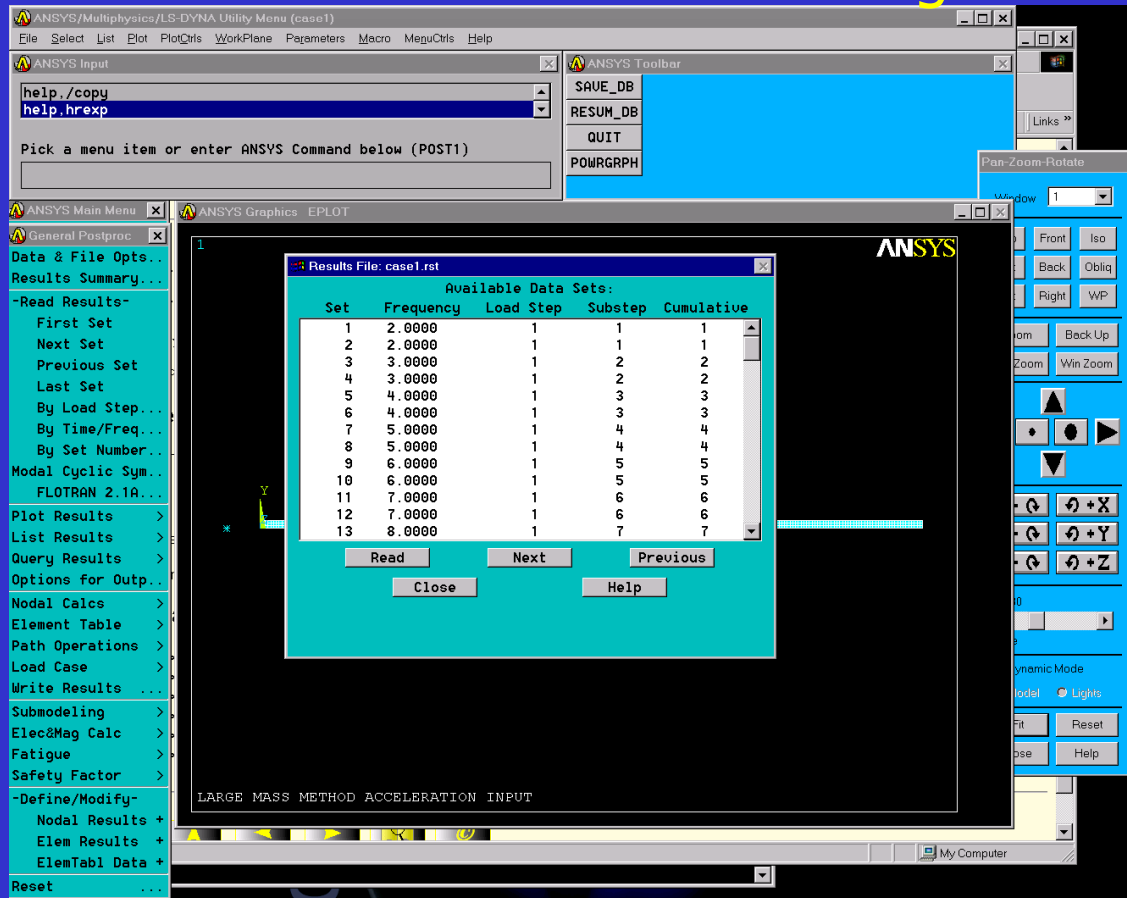 ANSYS/Multiphysics/LS-DYNA Utility Menu (case1)
File Select List Plot PlotCtrls WorkPlane Parameters Macro MenuCtrls Help
ANSYS Input
help,/copy
help,hrexp
Pick a menu item or enter ANSYS Command below (POST1)
ANSYS Toolbar
SAVE_DB
RESUM_DB
QUIT
POWRGRPH
Links »
Pan-Zoom-Rotate
Window 1
Front Iso
Back Obliq
Right WP
Back Up
Win Zoom
+X
+Y
+Z
Lights
Fit Reset
Help
ANSYS Main Menu
General Postproc
Data & File Opts..
Results Summary...
-Read Results-
First Set
Next Set
Previous Set
Last Set
By Load Step...
By Time/Freq...
By Set Number..
Modal Cyclic Sym..
FLOTRAN 2.1A...
Plot Results >
List Results >
Query Results >
Options for Outp..
Nodal Calcs >
Element Table >
Path Operations >
Load Case >
Write Results ...
Submodeling >
Elec&Mag Calc >
Fatigue >
Safety Factor >
-Define/Modify-
Nodal Results +
Elem Results +
ElemTabl Data +
Reset ...
ANSYS Graphics EPLOT
1
ANSYS
Results File: case1.rst
Available Data Sets:
Set Frequency Load Step Substep Cumulative
1 2.0000 1 1 1
2 2.0000 1 1 1
3 3.0000 1 2 2
4 3.0000 1 2 2
5 4.0000 1 3 3
6 4.0000 1 3 3
7 5.0000 1 4 4
8 5.0000 1 4 4
9 6.0000 1 5 5
10 6.0000 1 5 5
11 7.0000 1 6 6
12 7.0000 1 6 6
13 8.0000 1 7 7
Read Next Previous
Close Help
Y
LARGE MASS METHOD ACCELERATION INPUT
My Computer